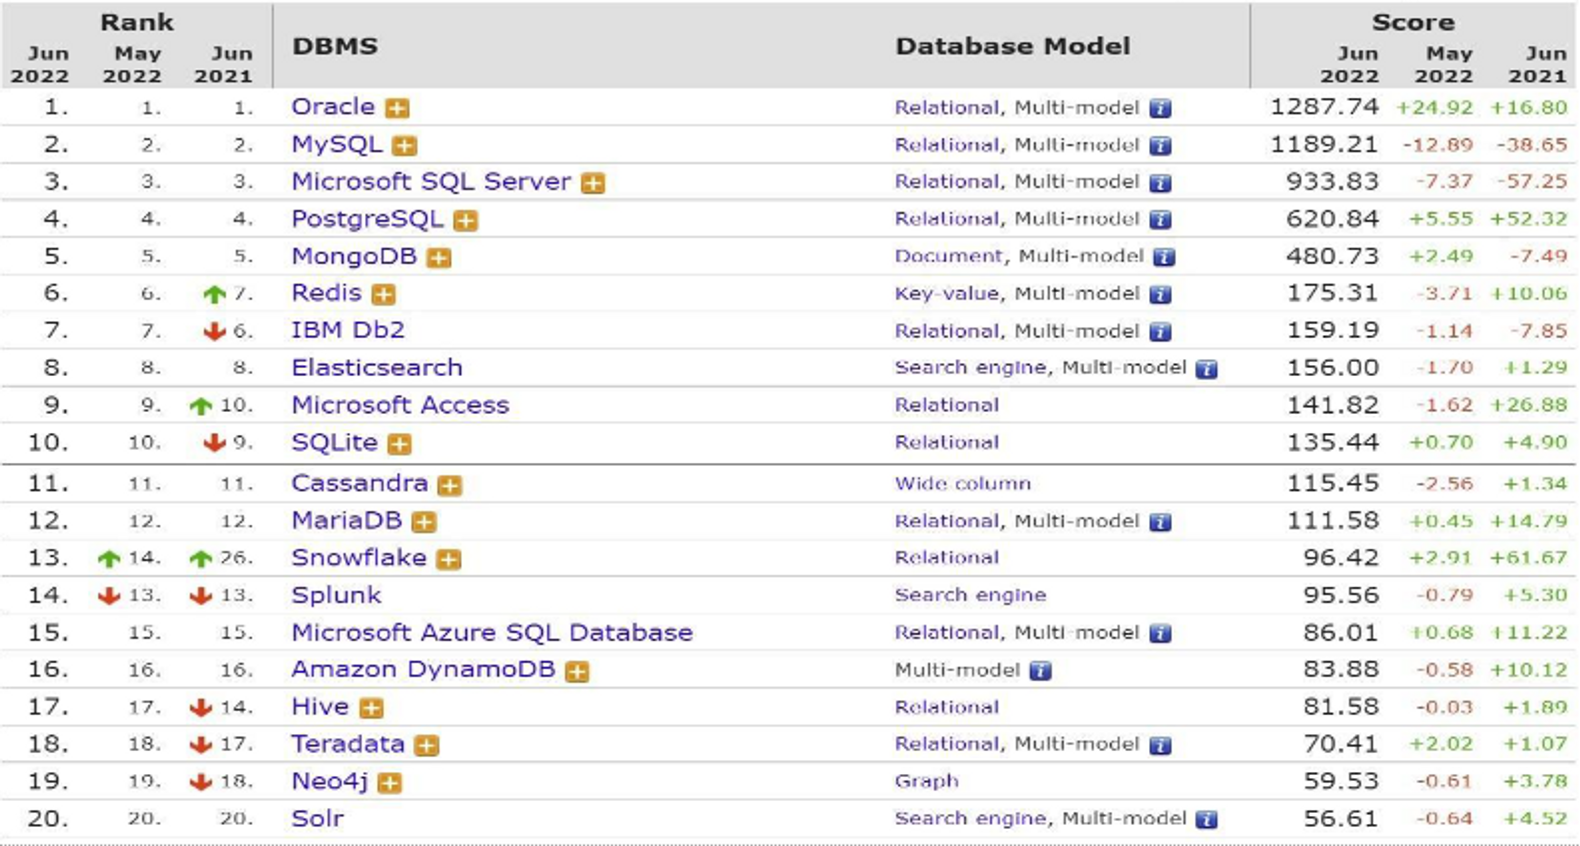 Rank Score
Jun 2022 May 2022 Jun 2021 DBMS Database Model Jun 2022 May 2022 Jun 2021
1. 1. 1. Oracle Relational, Multi-model 1287.74 +24.92 +16.80
2. 2. 2. MySQL Relational, Multi-model 1189.21 -12.89 -38.65
3. 3. 3. Microsoft SQL Server Relational, Multi-model 933.83 -7.37 -57.25
4. 4. 4. PostgreSQL Relational, Multi-model 620.84 +5.55 +52.32
5. 5. 5. MongoDB Document, Multi-model 480.73 +2.49 -7.49
6. 6. 7. Redis Key-value, Multi-model 175.31 -3.71 +10.06
7. 7. 6. IBM Db2 Relational, Multi-model 159.19 -1.14 -7.85
8. 8. 8. Elasticsearch Search engine, Multi-model 156.00 -1.70 +1.29
9. 9. 10. Microsoft Access Relational 141.82 -1.62 +26.88
10. 10. 9. SQLite Relational 135.44 +0.70 +4.90
11. 11. 11. Cassandra Wide column 115.45 -2.56 +1.34
12. 12. 12. MariaDB Relational, Multi-model 111.58 +0.45 +14.79
13. 14. 26. Snowflake Relational 96.42 +2.91 +61.67
14. 13. 13. Splunk Search engine 95.56 -0.79 +5.30
15. 15. 15. Microsoft Azure SQL Database Relational, Multi-model 86.01 +0.68 +11.22
16. 16. 16. Amazon DynamoDB Multi-model 83.88 -0.58 +10.12
17. 17. 14. Hive Relational 81.58 -0.03 +1.89
18. 18. 17. Teradata Relational, Multi-model 70.41 +2.02 +1.07
19. 19. 18. Neo4j Graph 59.53 -0.61 +3.78
20. 20. 20. Solr Search engine, Multi-model 56.61 -0.64 +4.52